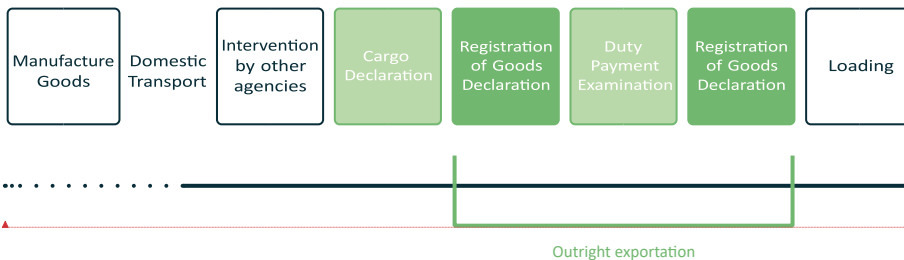 Manufacture
Goods
Domestic
Transport
Intervention
by other
agencies
Cargo
Declaration
Registration
of Goods
Declaration
Duty
Payment
Examination
Registration
of Goods
Declaration
Loading
Outright exportation